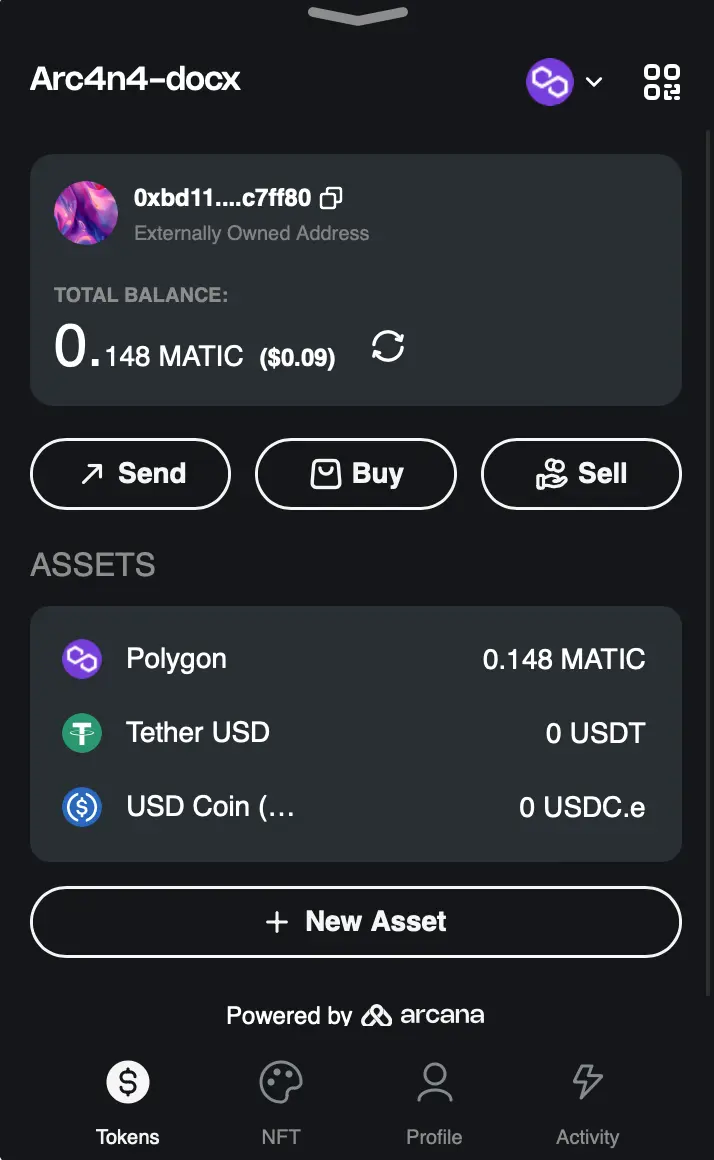 Arc4n4-docx
0xbd11....c7ff80
Externally Owned Address
TOTAL BALANCE:
0.148 MATIC ($0.09)
Send
Buy
Sell
ASSETS
Polygon 0.148 MATIC
Tether USD 0 USDT
USD Coin (... 0 USDC.e
+ New Asset
Powered by arcana
Tokens
NFT
Profile
Activity